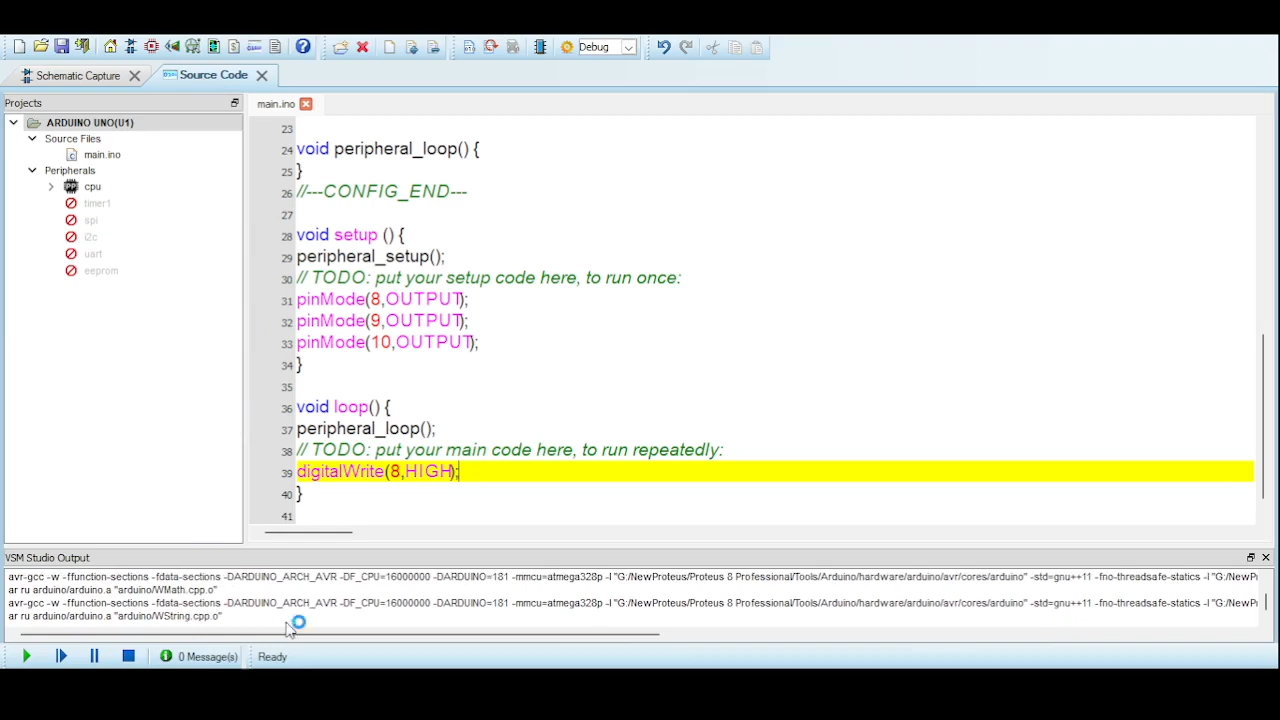 Debug
Schematic Capture
Source Code
Projects
main.ino
ARDUINO UNO(U1)
Source Files
main.ino
Peripherals
cpu
timer1
spi
i2c
uart
eeprom
23
24 void peripheral_loop() {
25 }
26 //---CONFIG_END---
27
28 void setup () {
29 peripheral_setup();
30 // TODO: put your setup code here, to run once:
31 pinMode(8,OUTPUT);
32 pinMode(9,OUTPUT);
33 pinMode(10,OUTPUT);
34 }
35
36 void loop() {
37 peripheral_loop();
38 // TODO: put your main code here, to run repeatedly:
39 digitalWrite(8,HIGH);
40 }
41
VSM Studio Output
avr-gcc -w -ffunction-sections -fdata-sections -DARDUINO_ARCH_AVR -DF_CPU=16000000 -DARDUINO=181 -mmcu=atmega328p -I "G:/NewProteus/Proteus 8 Professional/Tools/Arduino/hardware/arduino/avr/cores/arduino" -std=gnu++11 -fno-threadsafe-statics -I "G:/NewP
ar ru arduino/arduino.a "arduino/WMath.cpp.o"
avr-gcc -w -ffunction-sections -fdata-sections -DARDUINO_ARCH_AVR -DF_CPU=16000000 -DARDUINO=181 -mmcu=atmega328p -I "G:/NewProteus/Proteus 8 Professional/Tools/Arduino/hardware/arduino/avr/cores/arduino" -std=gnu++11 -fno-threadsafe-statics -I "G:/NewP
ar ru arduino/arduino.a "arduino/WString.cpp.o"
0 Message(s)
Ready